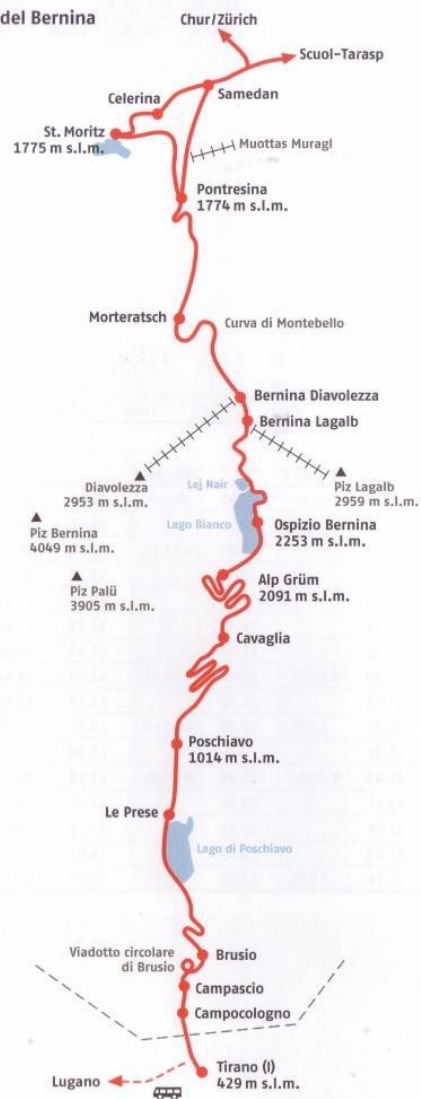 del Bernina
Chur/Zürich
Scuol-Tarasp
Celerina
Samedan
St. Moritz
1775 m s.l.m.
Muottas Muragl
Pontresina
1774 m s.l.m.
Morteratsch
Curva di Montebello
Bernina Diavolezza
Bernina Lagalb
Diavolezza
2953 m s.l.m.
Lej Nair
Piz Lagalb
2959 m s.l.m.
Piz Bernina
4049 m s.l.m.
Lago Bianco
Ospizio Bernina
2253 m s.l.m.
Piz Palü
3905 m s.l.m.
Alp Grüm
2091 m s.l.m.
Cavaglia
Poschiavo
1014 m s.l.m.
Le Prese
Lago di Poschiavo
Viadotto circolare
di Brusio
Brusio
Campascio
Campocologno
Lugano
Tirano (I)
429 m s.l.m.